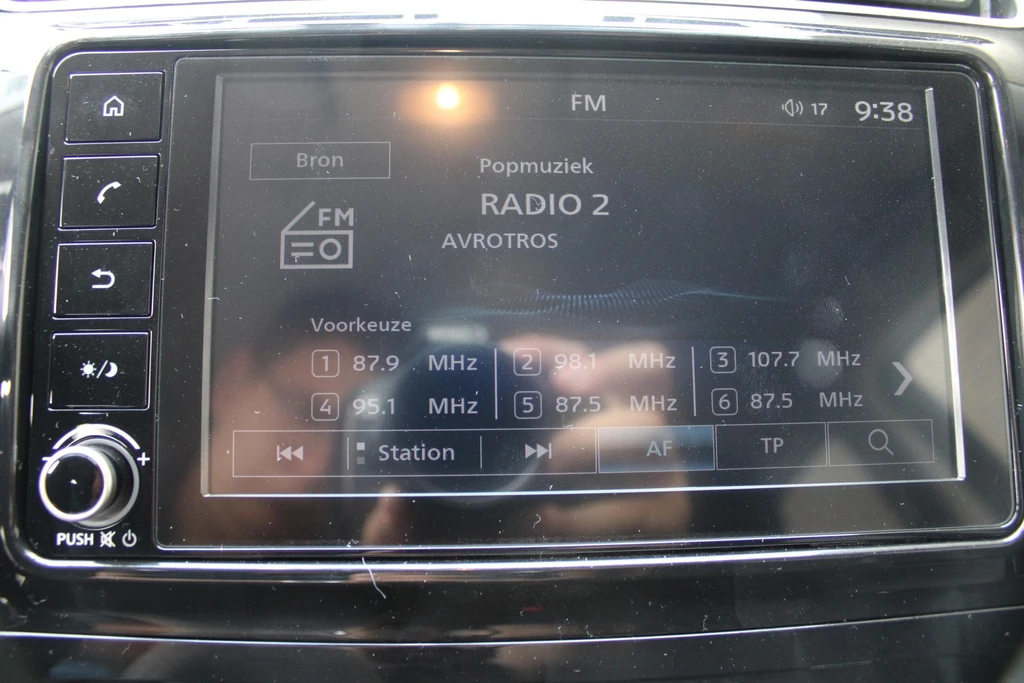 FM
17
9:38
Bron
Popmuziek
FM
RADIO 2
AVROTROS
Voorkeuze
1 87.9 MHz
2 98.1 MHz
3 107.7 MHz
4 95.1 MHz
5 87.5 MHz
6 87.5 MHz
Station
AF
TP
- +
PUSH